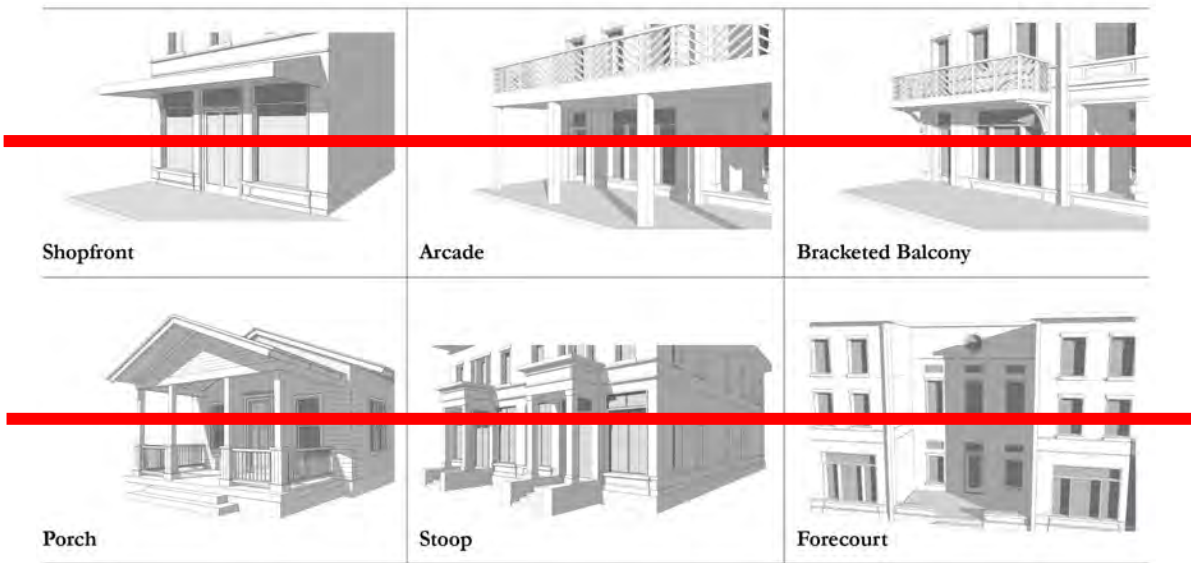 Shopfront
Arcade
Bracketed Balcony
Porch
Stoop
Forecourt